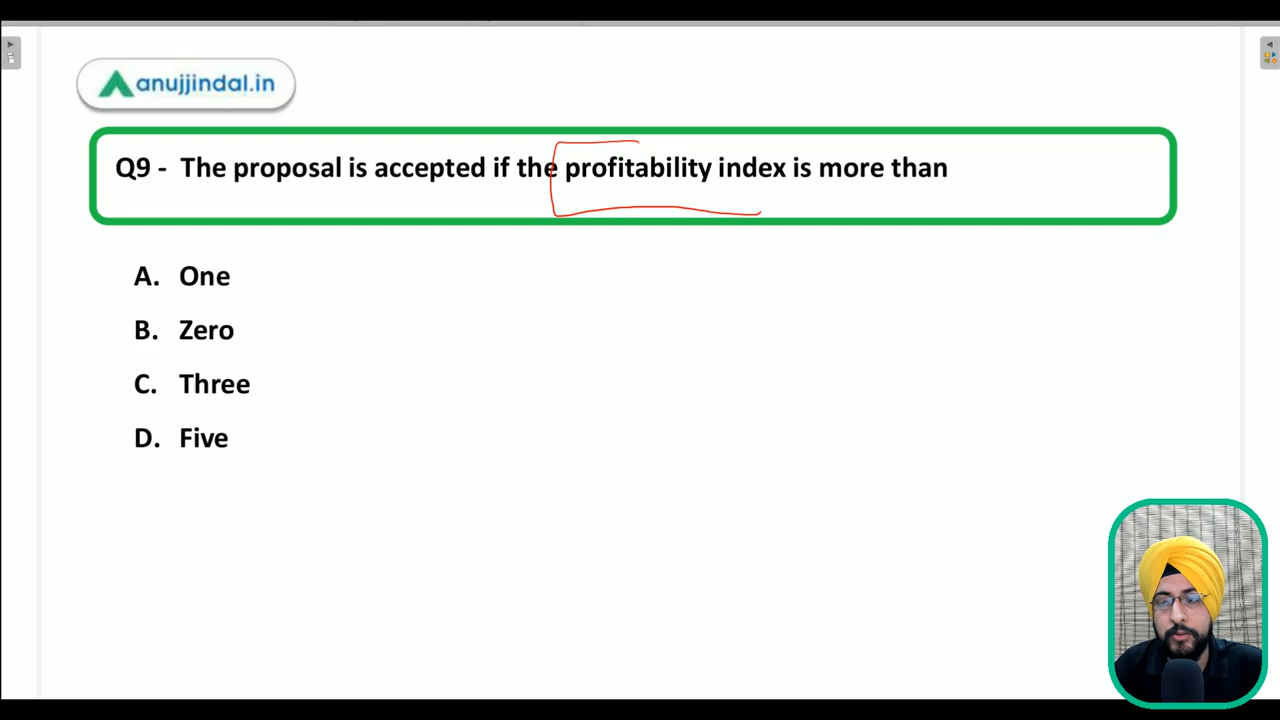 anujjindal.in
Q9 - The proposal is accepted if the profitability index is more than
A. One
B. Zero
C. Three
D. Five